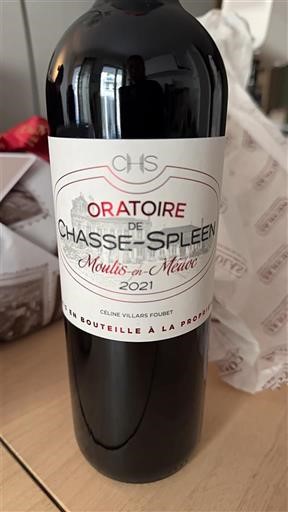 CHS
ORATOIRE
DE
CHASSE-SPLEEN
Moulis-en-Médoc
2021
CÉLINE VILLARS FOUBET
EN BOUTEILLE À LA PROPRI